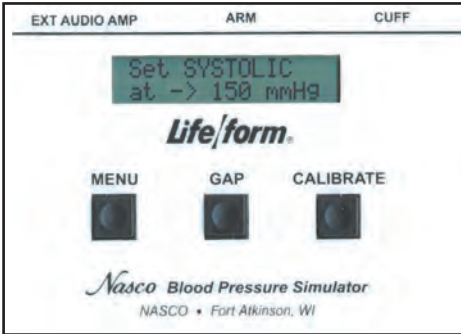 EXT AUDIO AMP ARM CUFF
Set SYSTOLIC
at -> 150 mmHg
Life/form®
MENU GAP CALIBRATE
Nasco Blood Pressure Simulator
NASCO • Fort Atkinson, WI